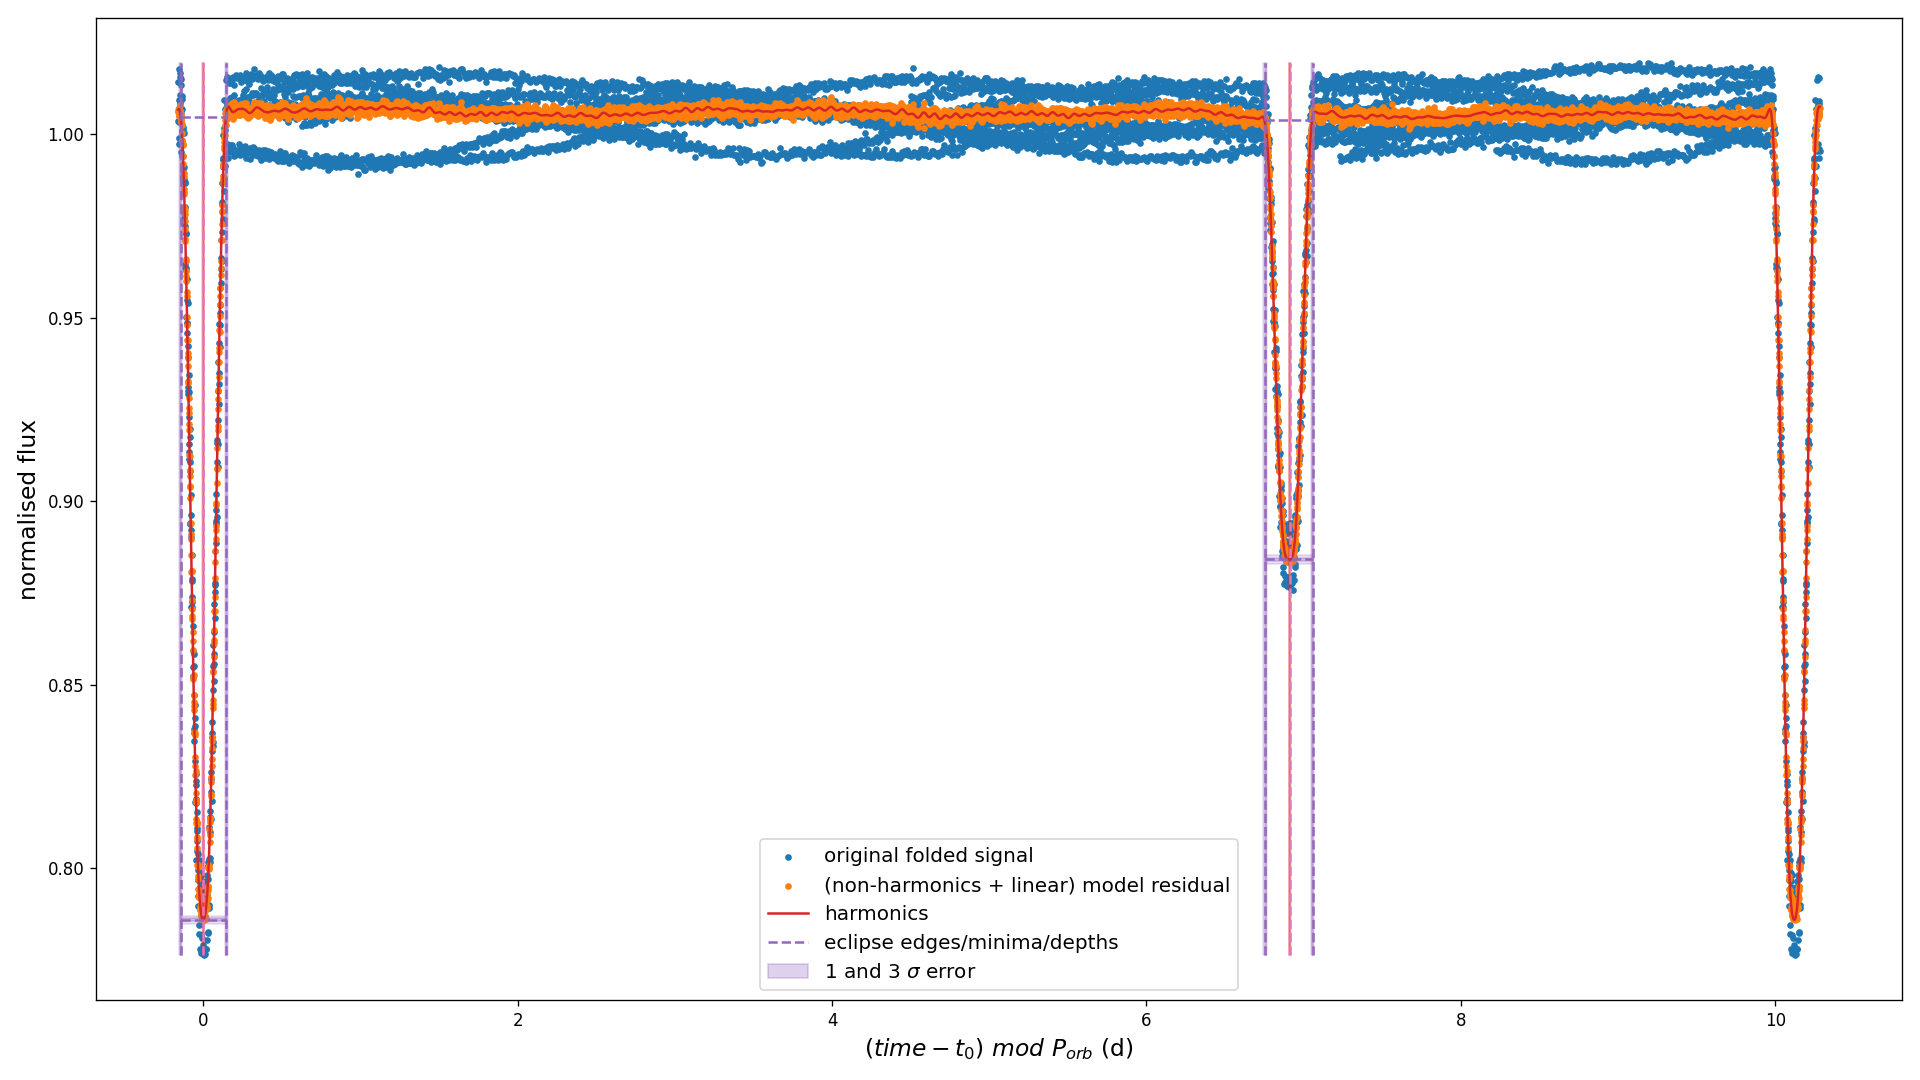 normalised flux
1.00
0.95
0.90
0.85
0.80
original folded signal
(non-harmonics + linear) model residual
harmonics
eclipse edges/minima/depths
1 and 3 σ error
0 2 4 6 8 10
(time − t₀) mod P_orb (d)